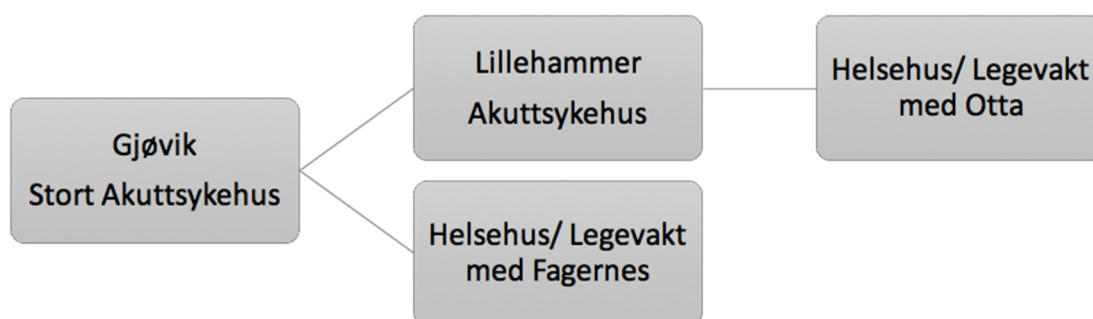 Gjøvik
Stort Akuttsykehus
Lillehammer
Akuttsykehus
Helsehus/ Legevakt
med Fagernes
Helsehus/ Legevakt
med Otta